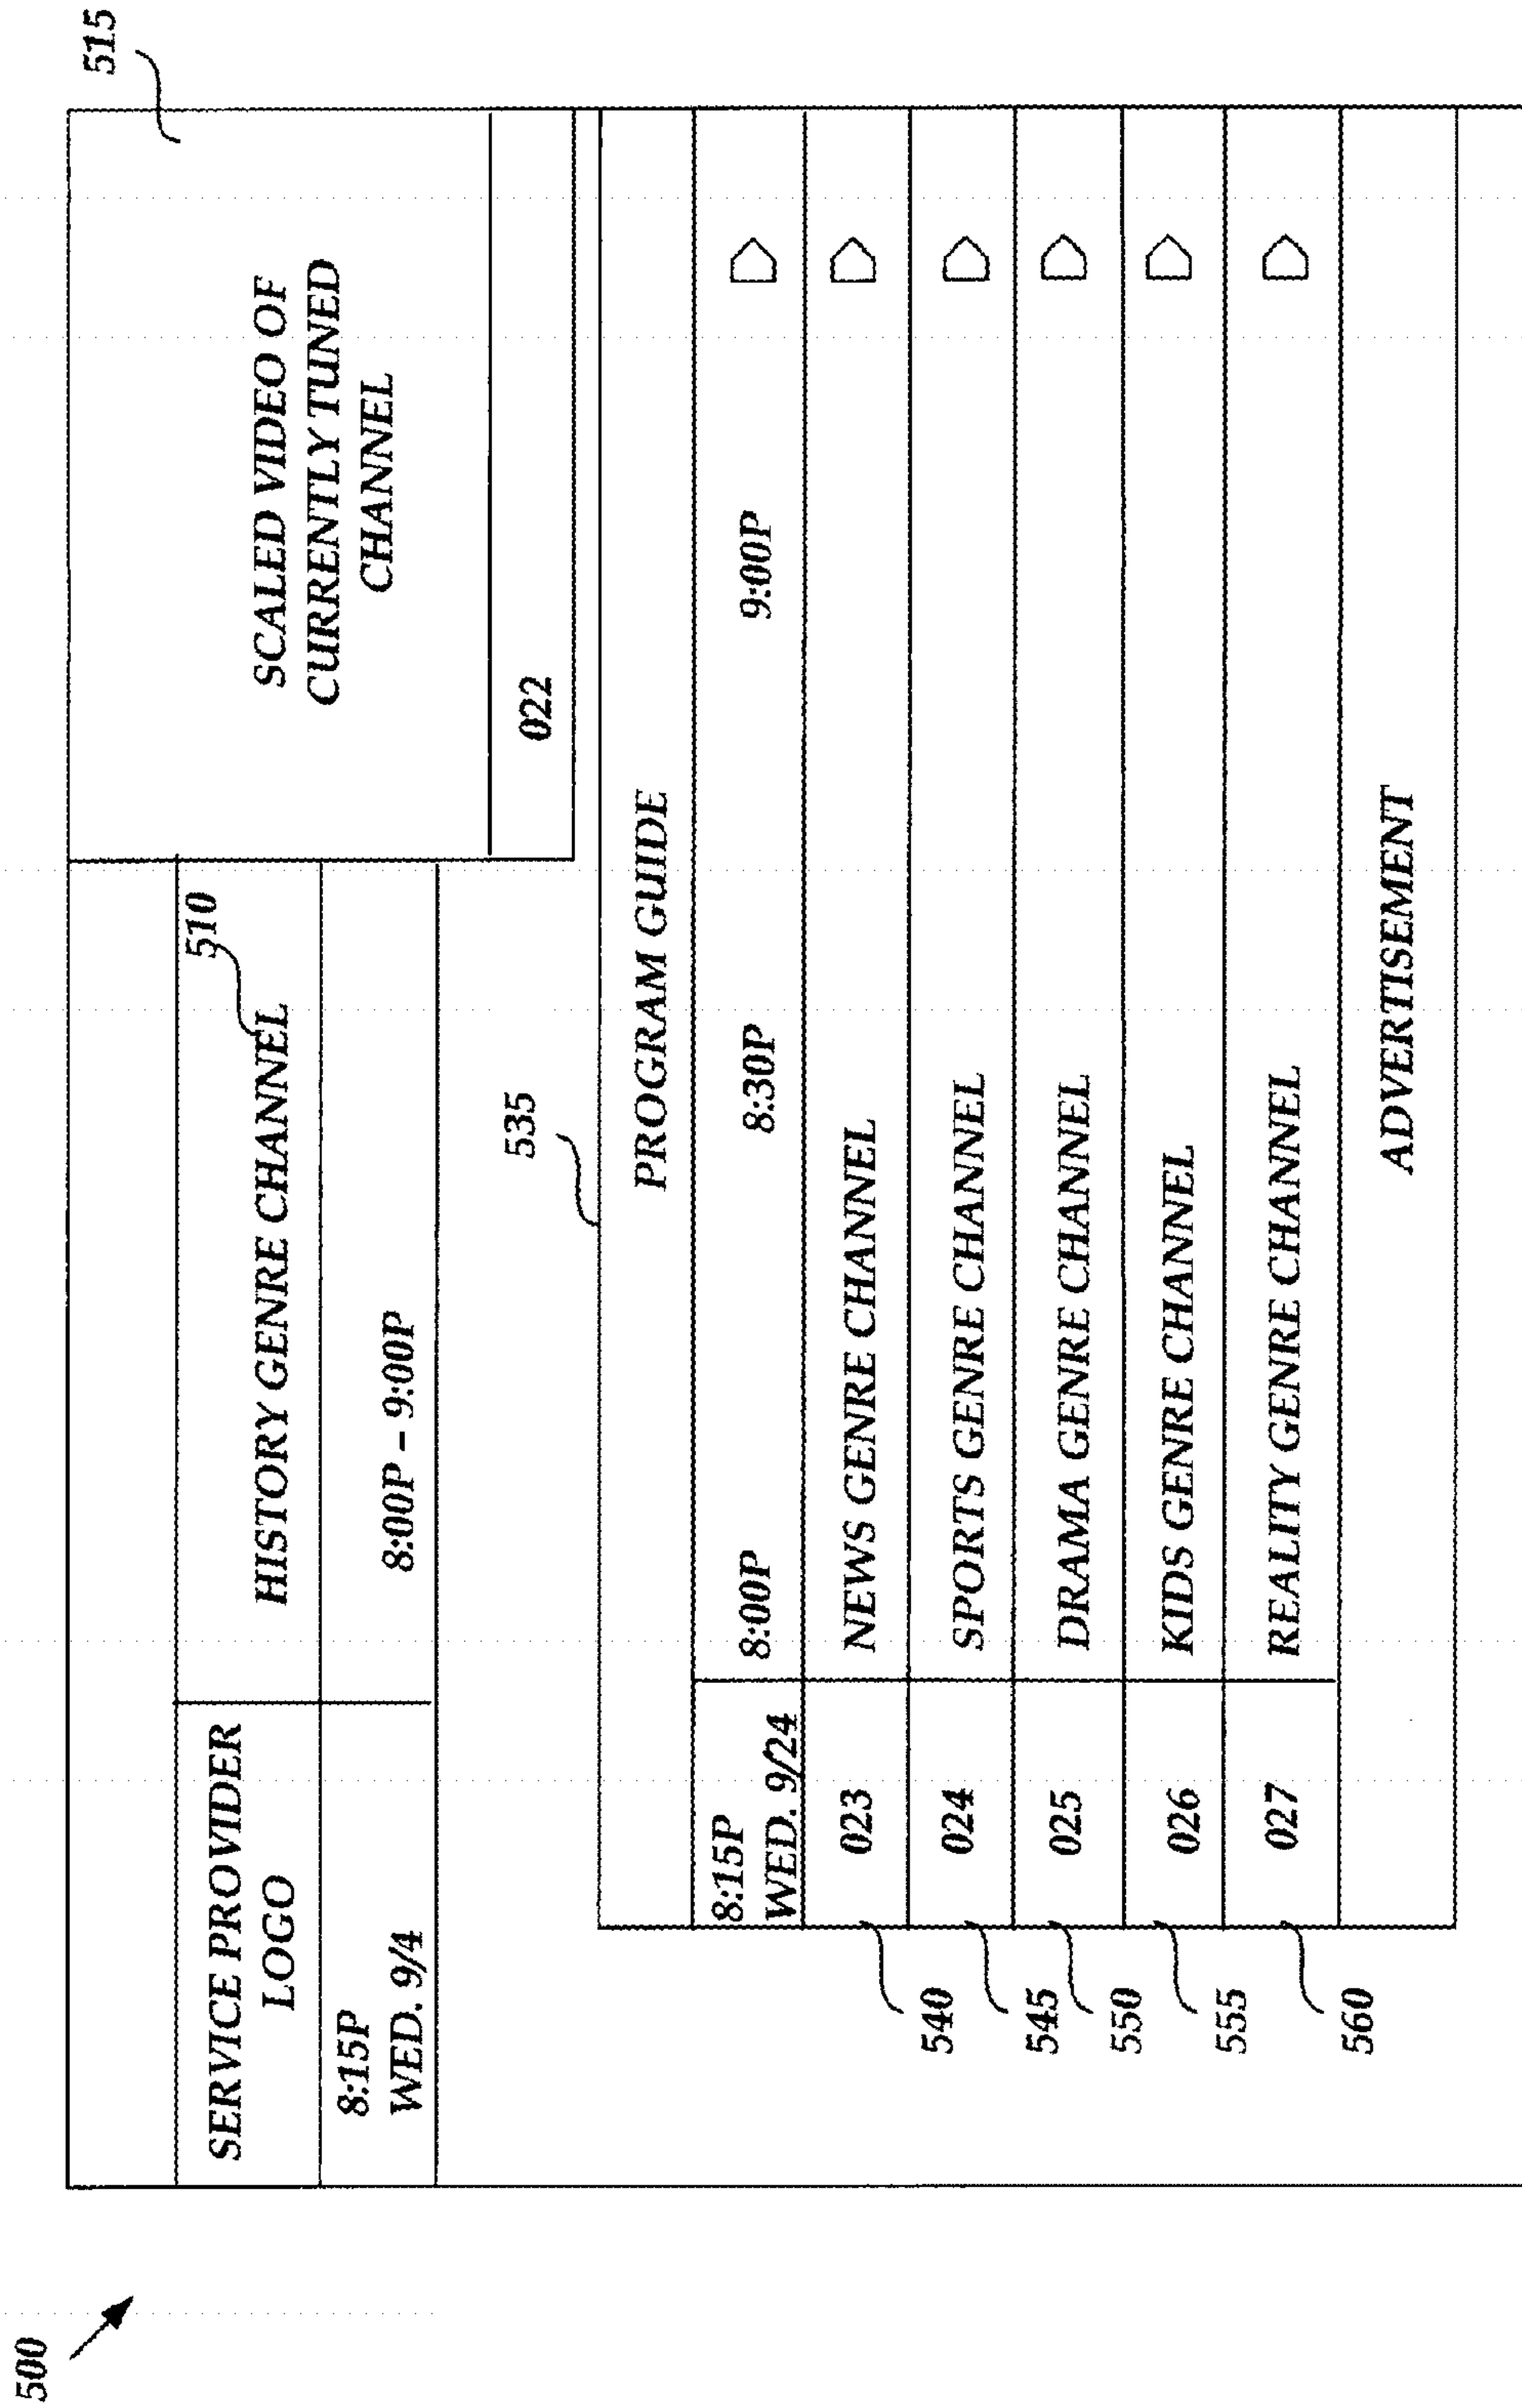 500
515
SCALED VIDEO OF
CURRENTLY TUNED
CHANNEL
022
SERVICE PROVIDER
LOGO
510
HISTORY GENRE CHANNEL
8:15P
WED. 9/4
8:00P – 9:00P
535
PROGRAM GUIDE
8:15P
WED. 9/24
8:00P
8:30P
9:00P
540
023
NEWS GENRE CHANNEL
545
024
SPORTS GENRE CHANNEL
550
025
DRAMA GENRE CHANNEL
555
026
KIDS GENRE CHANNEL
560
027
REALITY GENRE CHANNEL
ADVERTISEMENT